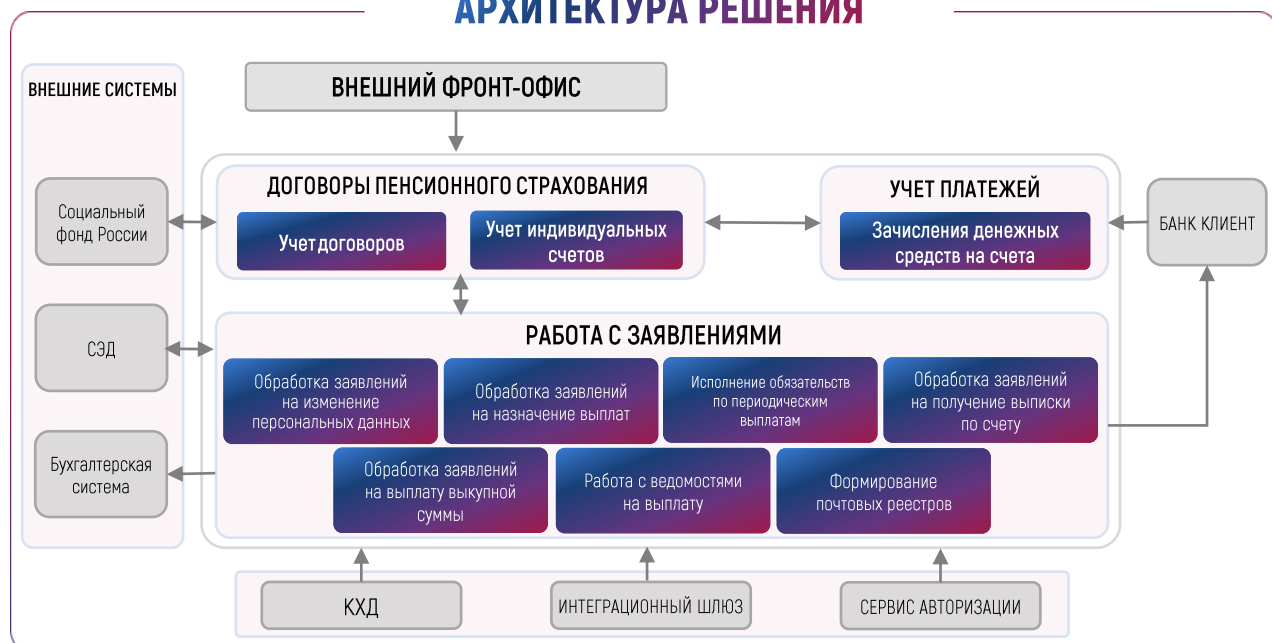 АРХИТЕКТУРА РЕШЕНИЯ
ВНЕШНИЕ СИСТЕМЫ
Социальный
фонд России
СЭД
Бухгалтерская
система
ВНЕШНИЙ ФРОНТ-ОФИС
ДОГОВОРЫ ПЕНСИОННОГО СТРАХОВАНИЯ
Учет договоров
Учет индивидуальных
счетов
УЧЕТ ПЛАТЕЖЕЙ
Зачисления денежных
средств на счета
БАНК КЛИЕНТ
РАБОТА С ЗАЯВЛЕНИЯМИ
Обработка заявлений
на изменение
персональных данных
Обработка заявлений
на назначение выплат
Исполнение обязательств
по периодическим
выплатам
Обработка заявлений
на получение выписки
по счету
Обработка заявлений
на выплату выкупной
суммы
Работа с ведомостями
на выплату
Формирование
почтовых реестров
КХД
ИНТЕГРАЦИОННЫЙ ШЛЮЗ
СЕРВИС АВТОРИЗАЦИИ